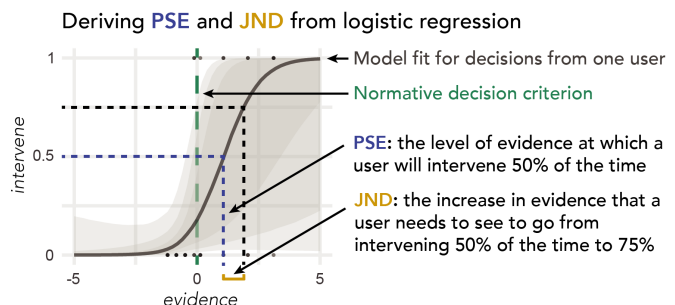 Deriving PSE and JND from logistic regression
1
Model fit for decisions from one user
Normative decision criterion
intervene
0.5
PSE: the level of evidence at which a
user will intervene 50% of the time
JND: the increase in evidence that a
user needs to see to go from
intervening 50% of the time to 75%
0
-5
0
5
evidence